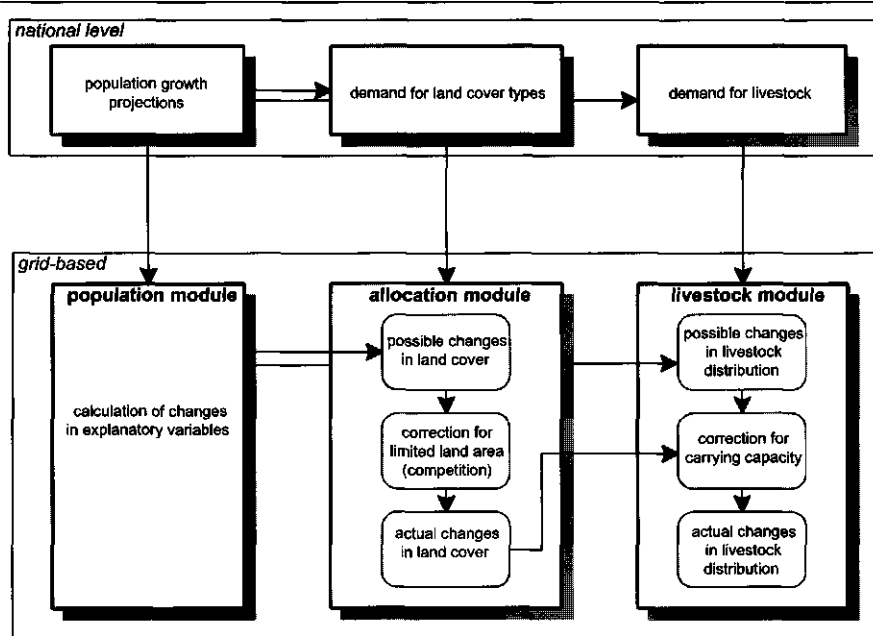 national level
population growth
projections
demand for land cover types
demand for livestock
grid-based
population module
calculation of changes
in explanatory variables
allocation module
possible changes
in land cover
correction for
limited land area
(competition)
actual changes
in land cover
livestock module
possible changes
in livestock
distribution
correction for
carrying capacity
actual changes
in livestock
distribution